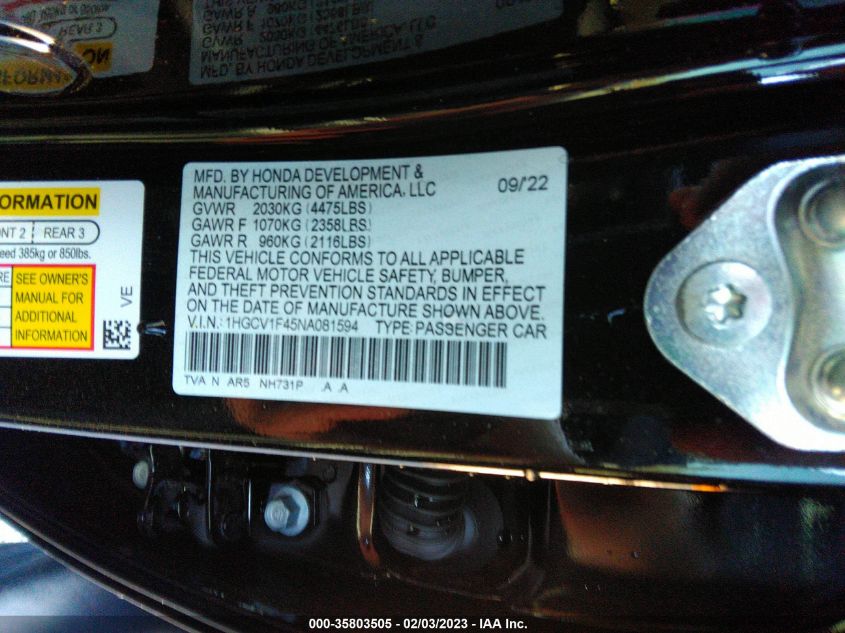 MFD. BY HONDA DEVELOPMENT &
MANUFACTURING OF AMERICA, LLC
09/'22
GVWR 2030KG (4475LBS)
GAWR F 1070KG (2358LBS)
GAWR R 960KG (2116LBS)
THIS VEHICLE CONFORMS TO ALL APPLICABLE
FEDERAL MOTOR VEHICLE SAFETY, BUMPER,
AND THEFT PREVENTION STANDARDS IN EFFECT
ON THE DATE OF MANUFACTURE SHOWN ABOVE.
V.I.N.: 1HGCV1F45NA081594 TYPE: PASSENGER CAR
TVA N AR5 NH731P .A .A
ORMATION
NT 2 REAR 3
eed 385kg or 850lbs.
RE
SEE OWNER'S
MANUAL FOR
ADDITIONAL
INFORMATION
VE
000-35803505 - 02/03/2023 - IAA Inc.